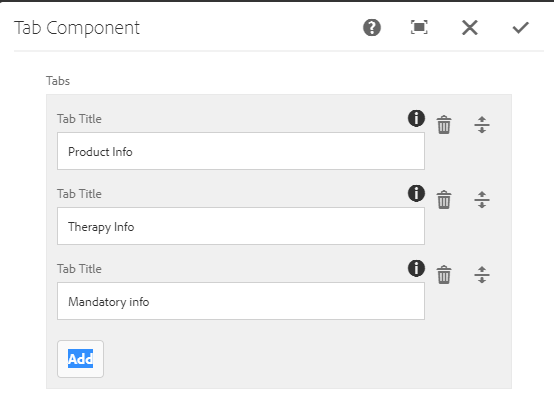 Tab Component
Tabs
Tab Title
Product Info
Tab Title
Therapy Info
Tab Title
Mandatory info
Add